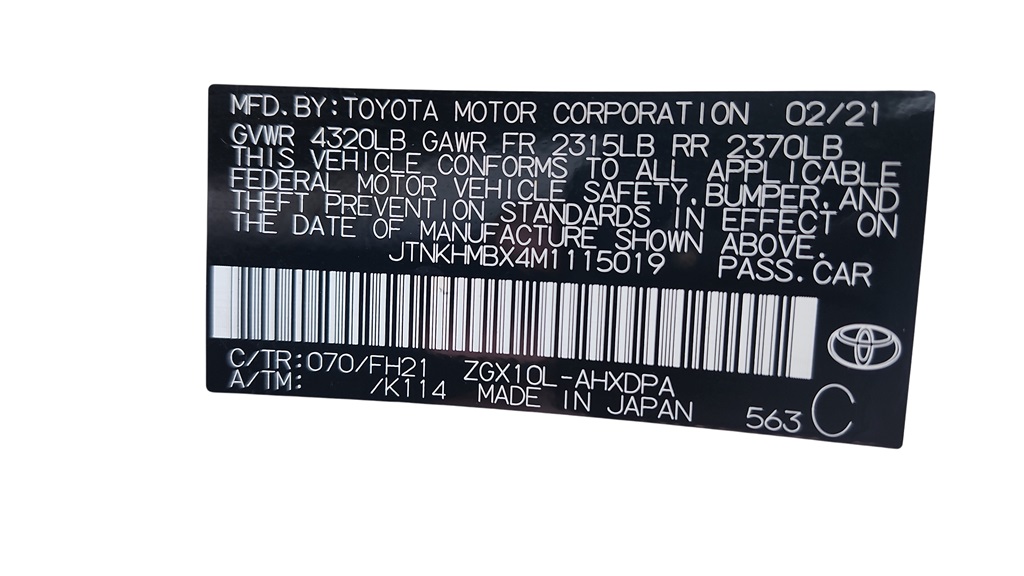 MFD. BY: TOYOTA MOTOR CORPORATION 02/21
GVWR 4320LB GAWR FR 2315LB RR 2370LB
THIS VEHICLE CONFORMS TO ALL APPLICABLE
FEDERAL MOTOR VEHICLE SAFETY, BUMPER, AND
THEFT PREVENTION STANDARDS IN EFFECT ON
THE DATE OF MANUFACTURE SHOWN ABOVE.
JTNKHMBX4M1115019 PASS. CAR
C/TR: 070/FH21 ZGX10L-AHXDPA
A/TM: /K114 MADE IN JAPAN 563 C